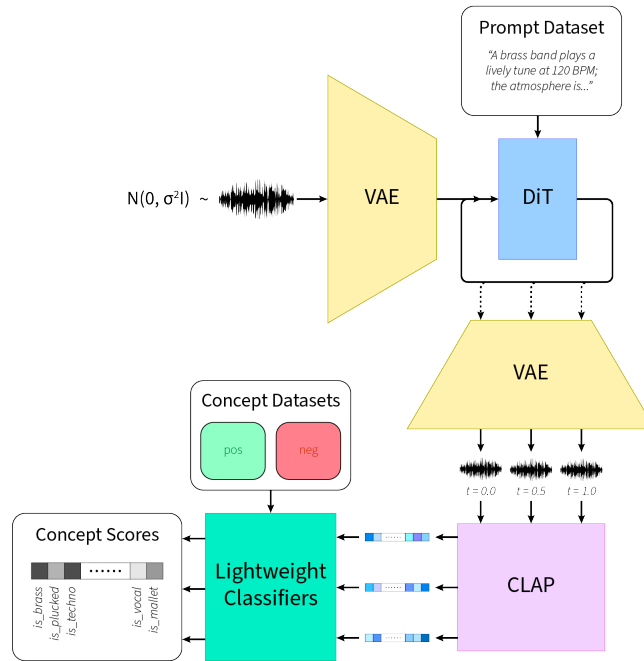 Prompt Dataset
“A brass band plays a
lively tune at 120 BPM;
the atmosphere is...”
N(0, σ²I) ~
VAE
DiT
VAE
Concept Datasets
pos
neg
t = 0.0
t = 0.5
t = 1.0
Concept Scores
······
is_brass
is_plucked
is_techno
is_vocal
is_mallet
Lightweight
Classifiers
CLAP